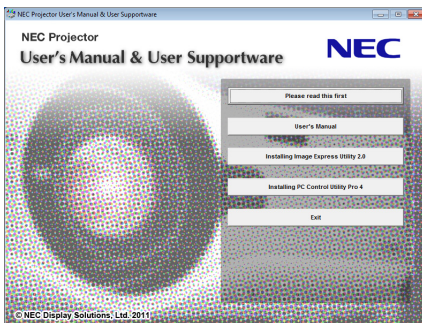 NEC Projector User's Manual & User Supportware
NEC Projector
User's Manual & User Supportware
NEC
Please read this first
User's Manual
Installing Image Express Utility 2.0
Installing PC Control Utility Pro 4
Exit
© NEC Display Solutions, Ltd. 2011